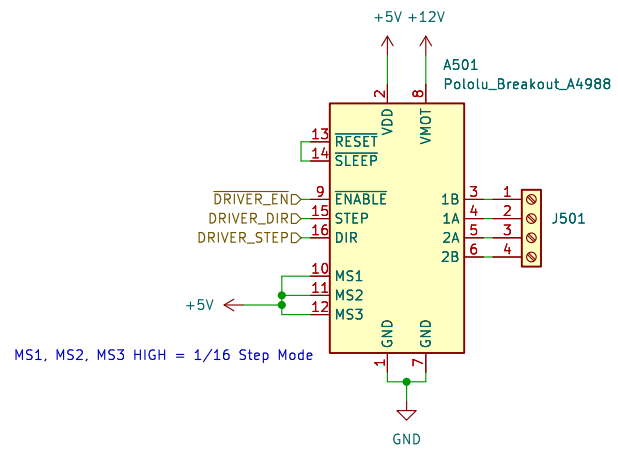 +5V +12V
A501
Pololu_Breakout_A4988
2 8
VDD VMOT
13 RESET
14 SLEEP
DRIVER_EN 9 ENABLE 1B 3 1
DRIVER_DIR 15 STEP 1A 4 2 J501
DRIVER_STEP 16 DIR 2A 5 3
2B 6 4
10 MS1
11 MS2
+5V
12 MS3
GND GND
MS1, MS2, MS3 HIGH = 1/16 Step Mode
1 7
GND